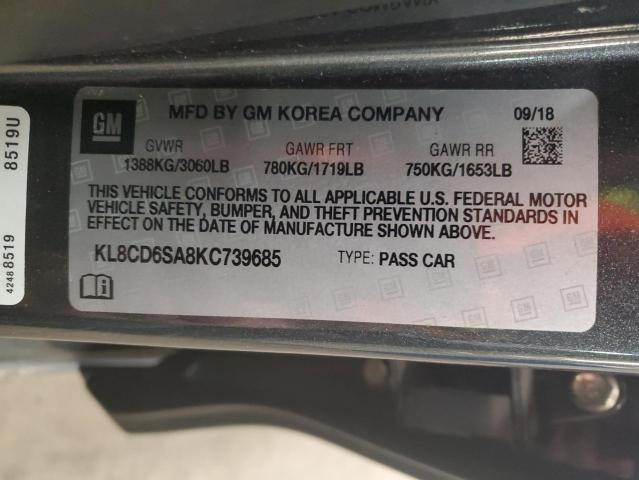 GM
MFD BY GM KOREA COMPANY
09/18
GVWR
GAWR FRT
GAWR RR
1388KG/3060LB
780KG/1719LB
750KG/1653LB
THIS VEHICLE CONFORMS TO ALL APPLICABLE U.S. FEDERAL MOTOR
VEHICLE SAFETY, BUMPER, AND THEFT PREVENTION STANDARDS IN
EFFECT ON THE DATE OF MANUFACTURE SHOWN ABOVE.
KL8CD6SA8KC739685
TYPE: PASS CAR
8519U
4248 8519